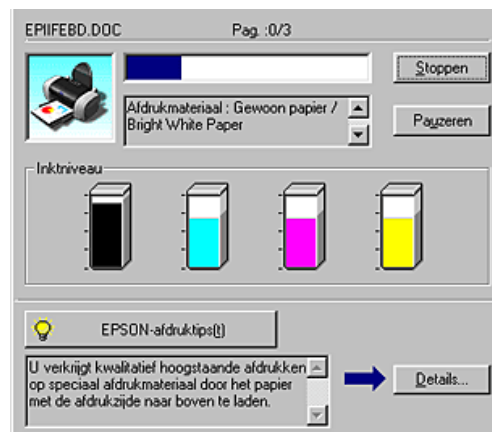 EPIIFEBD.DOC Pag. :0/3
Stoppen
Afdrukmateriaal : Gewoon papier /
Bright White Paper
Pauzeren
Inktniveau
EPSON-afdruktips(t)
U verkrijgt kwalitatief hoogstaande afdrukken
op speciaal afdrukmateriaal door het papier
met de afdrukzijde naar boven te laden.
Details...